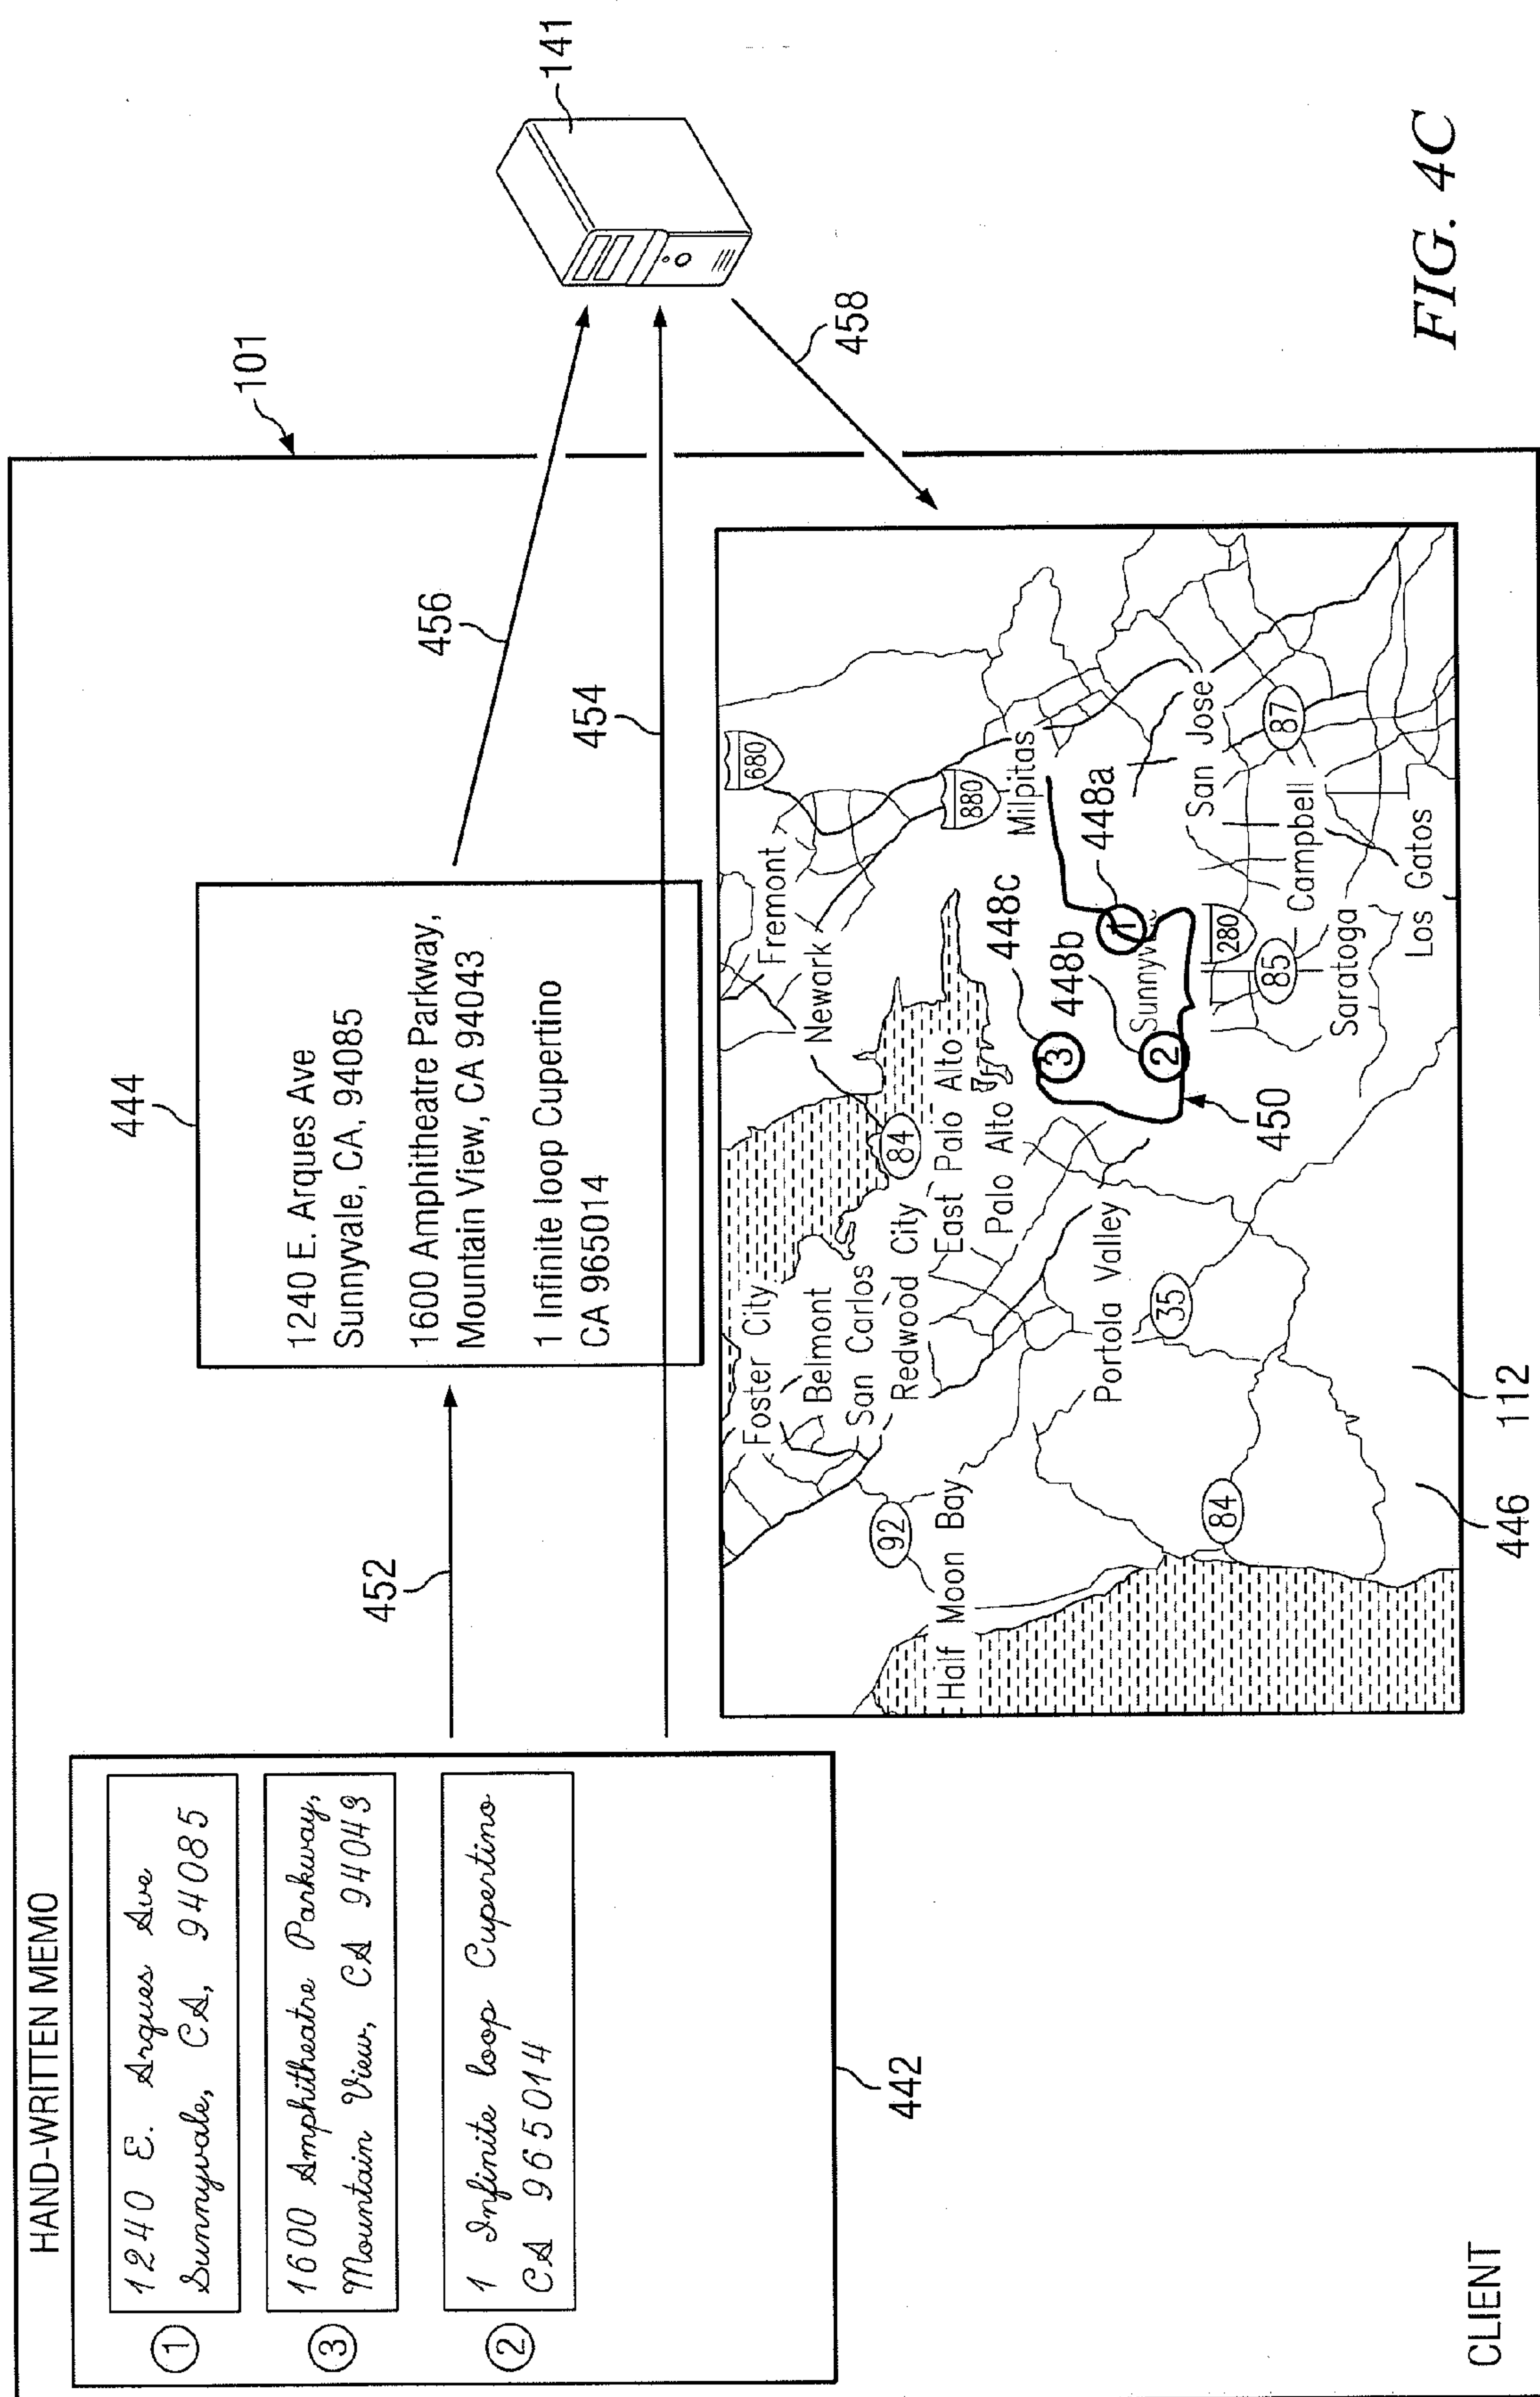 HAND-WRITTEN MEMO
1
1240 E. Arques Ave
Sunnyvale, CA, 94085
3
1600 Amphitheatre Parkway,
Mountain View, CA 94043
2
1 Infinite loop Cupertino
CA 965014
442
452
444
1240 E. Arques Ave
Sunnyvale, CA, 94085
1600 Amphitheatre Parkway,
Mountain View, CA 94043
1 Infinite loop Cupertino
CA 965014
456
454
101
141
458
Foster City
Belmont
San Carlos
Redwood City
East Palo Alto
Palo Alto
84
Newark
Fremont
680
880
Milpitas
92
Half Moon Bay
Portola Valley
35
84
3
448c
448b
2
Sunnyv
1
448a
450
San Jose
280
85
87
Campbell
Saratoga
Los Gatos
446
112
CLIENT
FIG. 4C